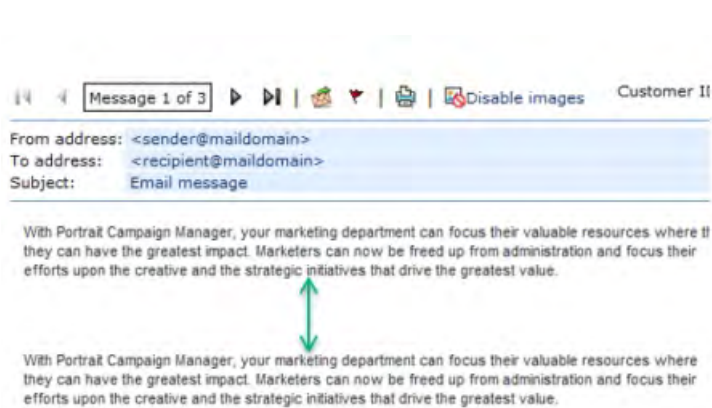 Message 1 of 3 | | | Disable images Customer
From address: <sender@maildomain>
To address: <recipient@maildomain>
Subject: Email message
With Portrait Campaign Manager, your marketing department can focus their valuable resources where
they can have the greatest impact. Marketers can now be freed up from administration and focus their
efforts upon the creative and the strategic initiatives that drive the greatest value.
With Portrait Campaign Manager, your marketing department can focus their valuable resources where
they can have the greatest impact. Marketers can now be freed up from administration and focus their
efforts upon the creative and the strategic initiatives that drive the greatest value.